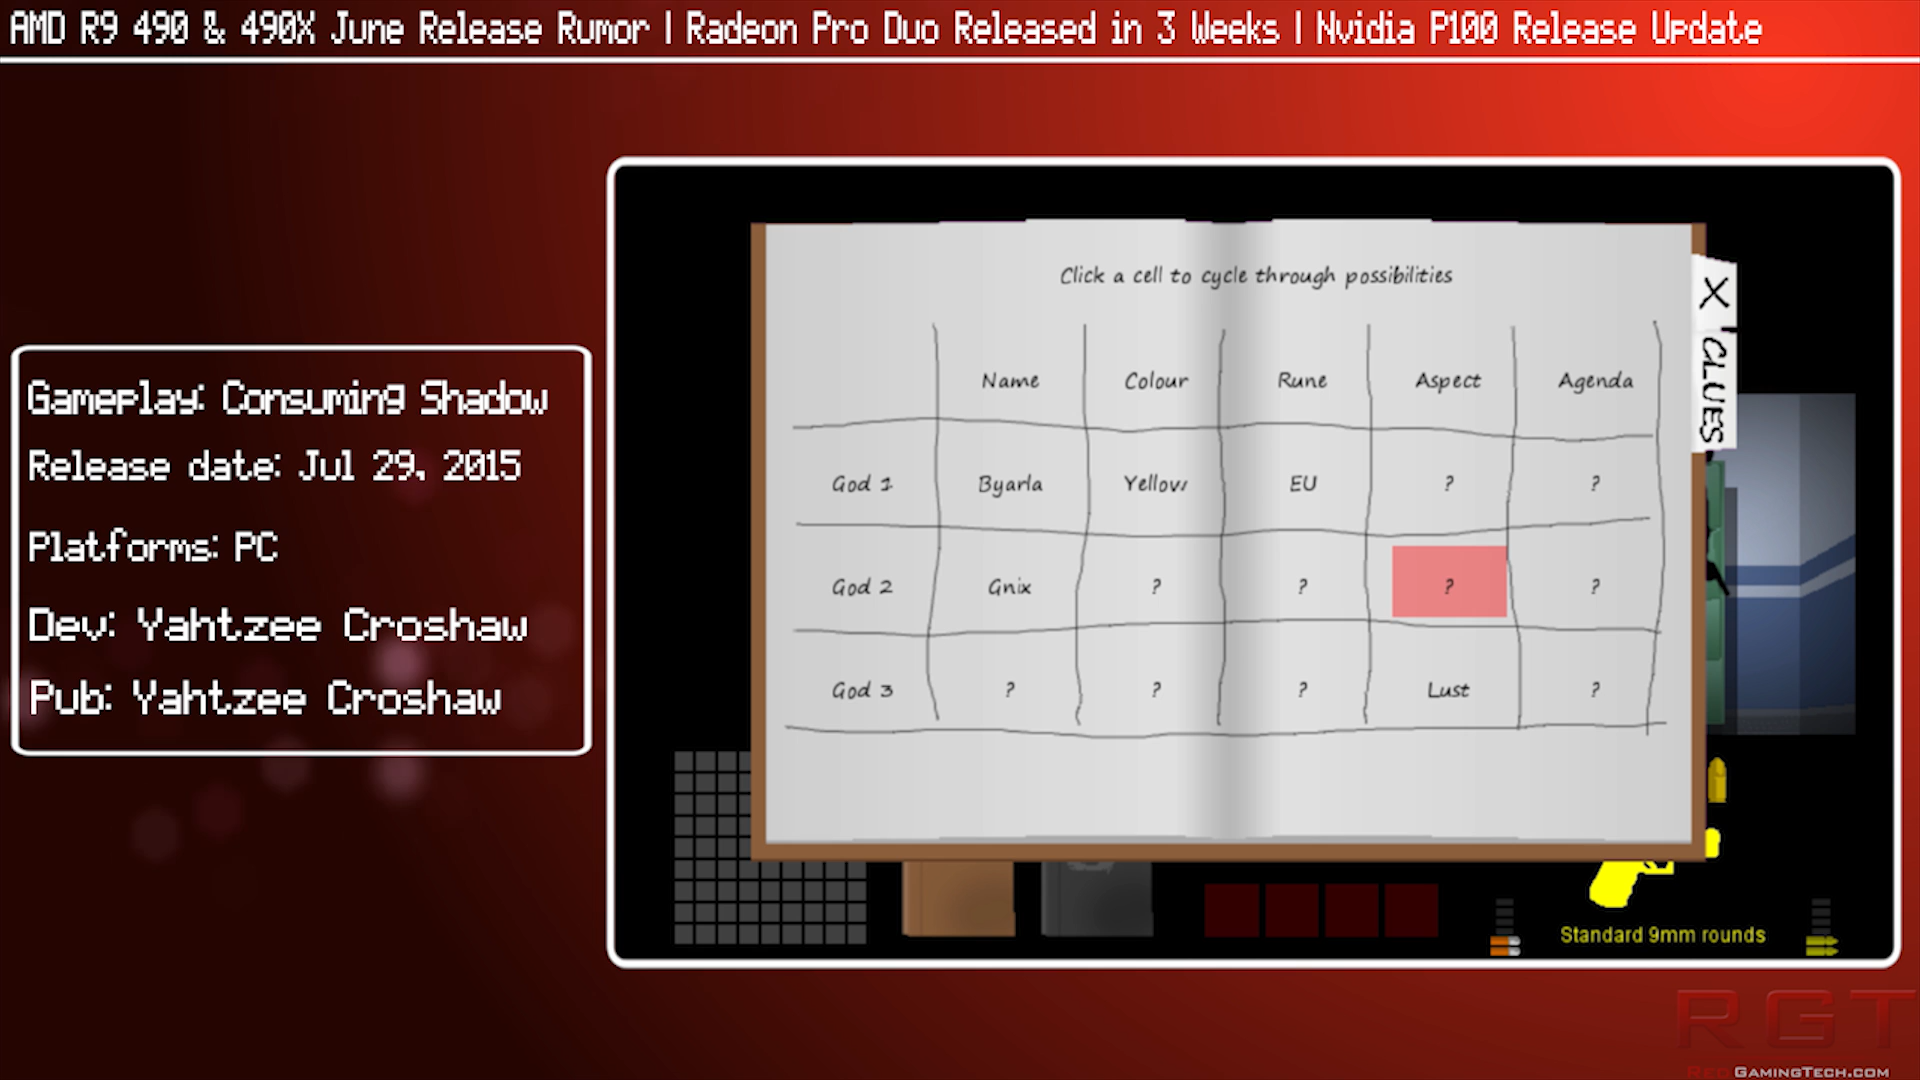 AMD R9 490 & 490X June Release Rumor | Radeon Pro Duo Released in 3 Weeks | Nvidia P100 Release Update
Gameplay: Consuming Shadow
Release date: Jul 29, 2015
Platforms: PC
Dev: Yahtzee Croshaw
Pub: Yahtzee Croshaw
Click a cell to cycle through possibilities
X
CLUES
Name Colour Rune Aspect Agenda
God 1 Byarla Yellow EU ? ?
God 2 Gnix ? ? ? ?
God 3 ? ? ? Lust ?
Standard 9mm rounds
RGT
RedGamingTech.com